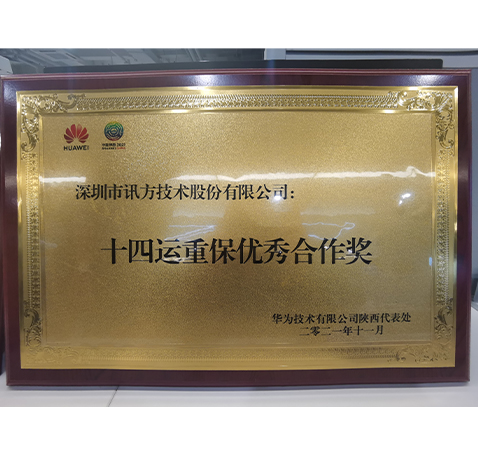 HUAWEI
深圳市讯方技术股份有限公司：
十四运重保优秀合作奖
华为技术有限公司陕西代表处
二零二一年十一月